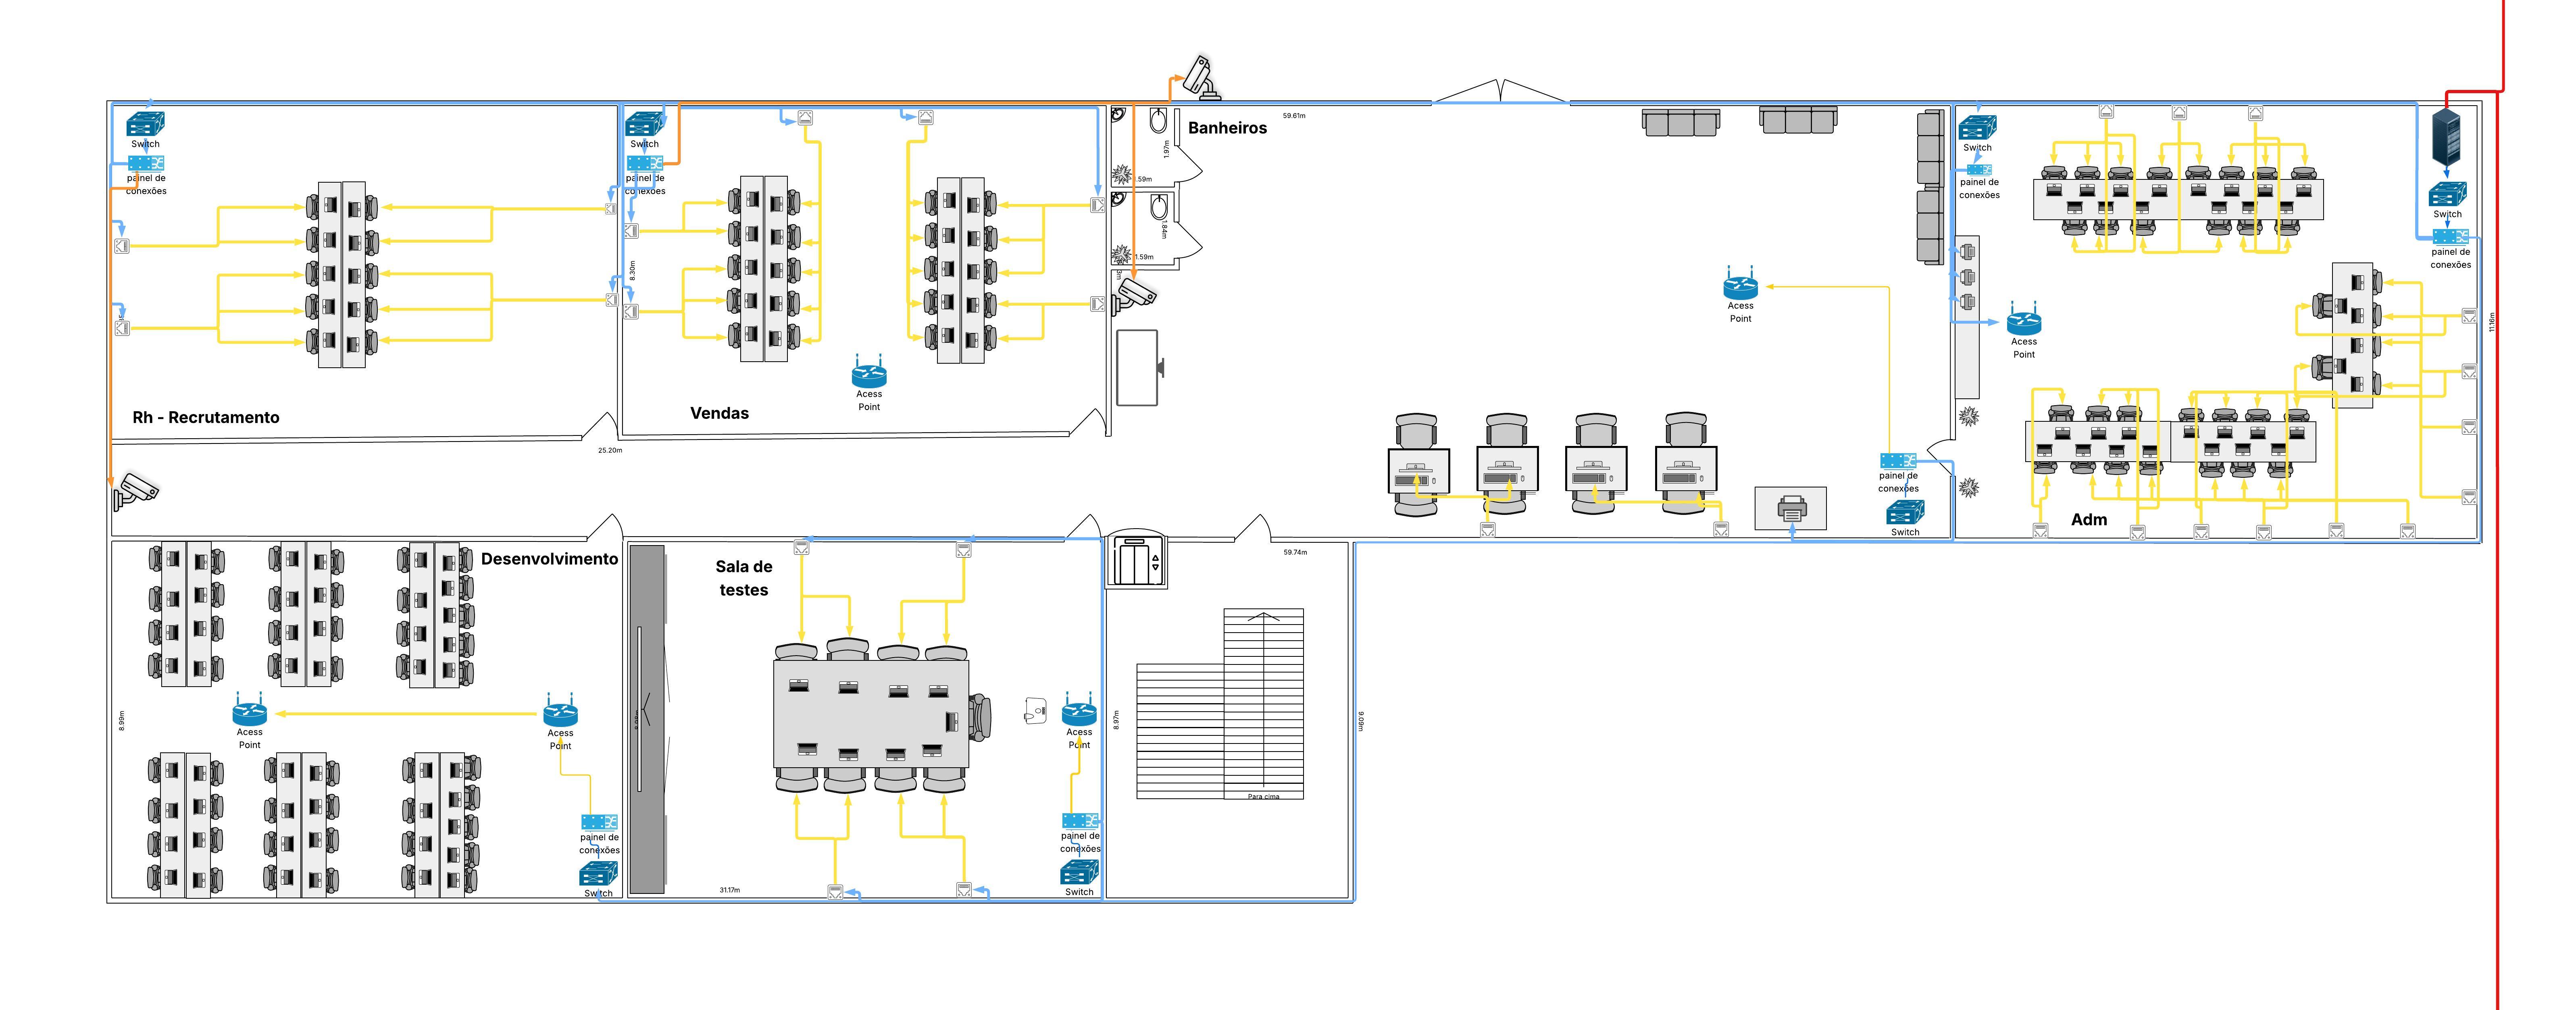 59.61m
Banheiros
1.97m
Switch
painel de
conexões
Switch
painel de
conexões
Switch
painel de
conexões
Switch
painel de
conexões
1.59m
1.84m
1.59m
8.30m
11.16m
Acess
Point
Acess
Point
Acess
Point
Rh - Recrutamento
Vendas
25.20m
painel de
conexões
Switch
Adm
59.74m
Desenvolvimento
Sala de
testes
8.99m
Acess
Point
Acess
Point
Acess
Point
8.97m
9.09m
Para cima
painel de
conexões
Switch
painel de
conexões
Switch
31.17m